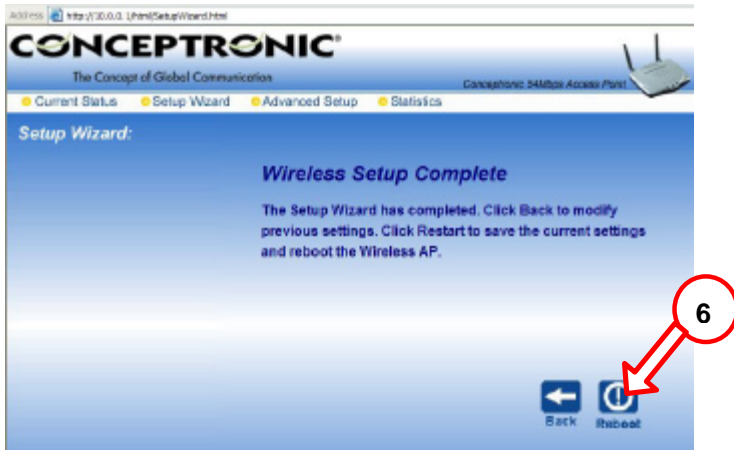 Address http://10.0.0.1/html/SetupWizard.html
CONCEPTRONIC®
The Concept of Global Communication
Conceptronic 54Mbps Access Point
Current Status Setup Wizard Advanced Setup Statistics
Setup Wizard:
Wireless Setup Complete
The Setup Wizard has completed. Click Back to modify
previous settings. Click Restart to save the current settings
and reboot the Wireless AP.
6
Back Reboot